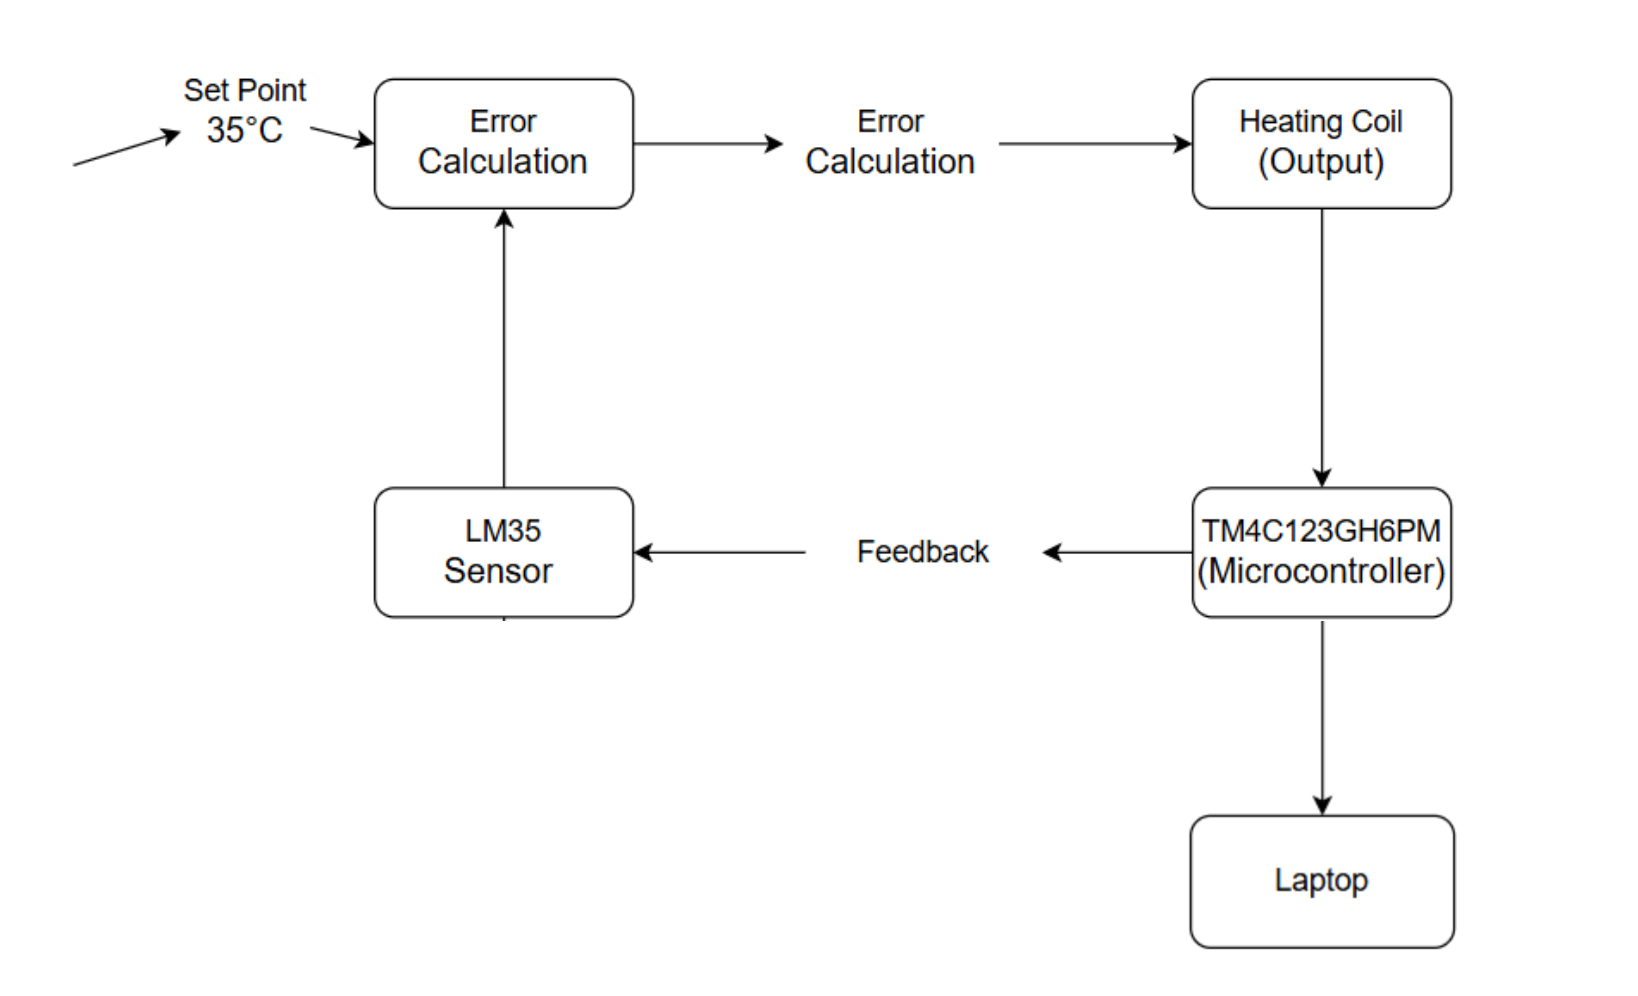 Set Point
35°C
Error
Calculation
Error
Calculation
Heating Coil
(Output)
LM35
Sensor
Feedback
TM4C123GH6PM
(Microcontroller)
Laptop